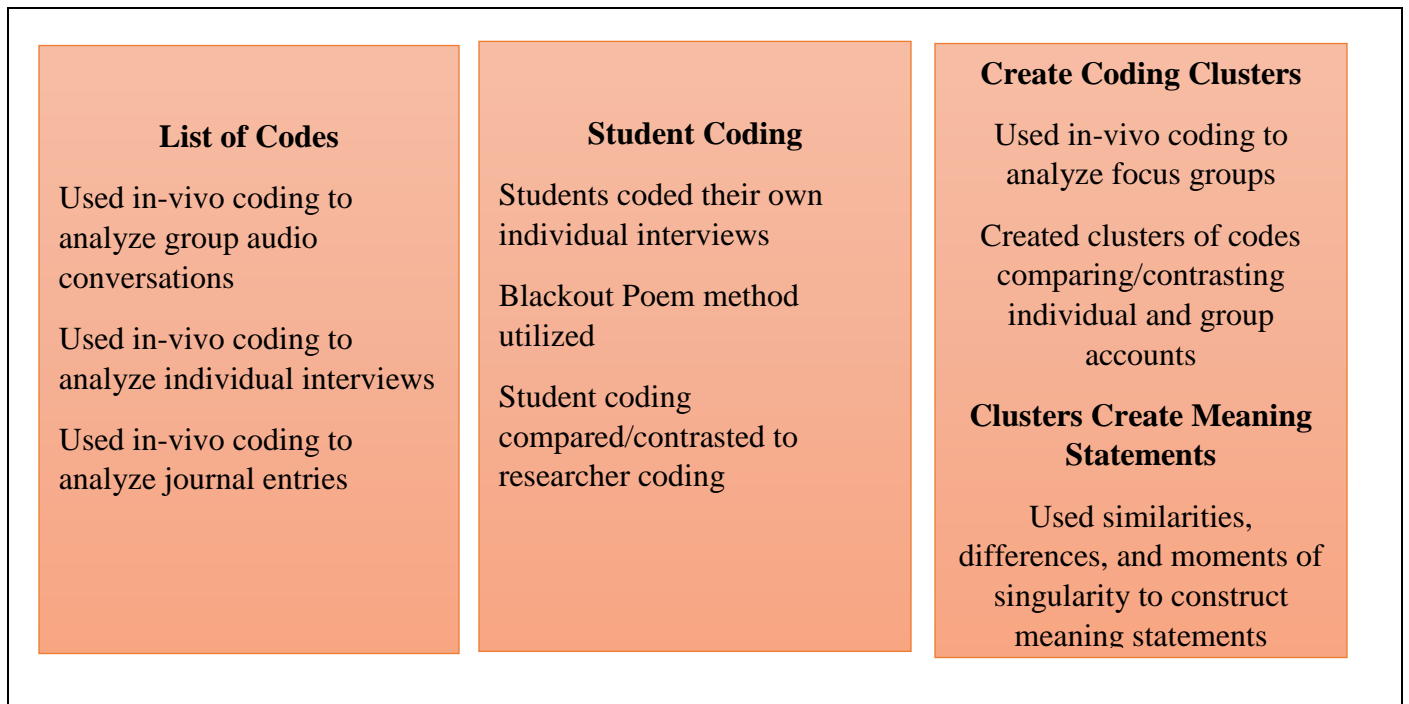 List of Codes
Used in-vivo coding to
analyze group audio
conversations
Used in-vivo coding to
analyze individual interviews
Used in-vivo coding to
analyze journal entries
Student Coding
Students coded their own
individual interviews
Blackout Poem method
utilized
Student coding
compared/contrasted to
researcher coding
Create Coding Clusters
Used in-vivo coding to
analyze focus groups
Created clusters of codes
comparing/contrasting
individual and group
accounts
Clusters Create Meaning
Statements
Used similarities,
differences, and moments of
singularity to construct
meaning statements